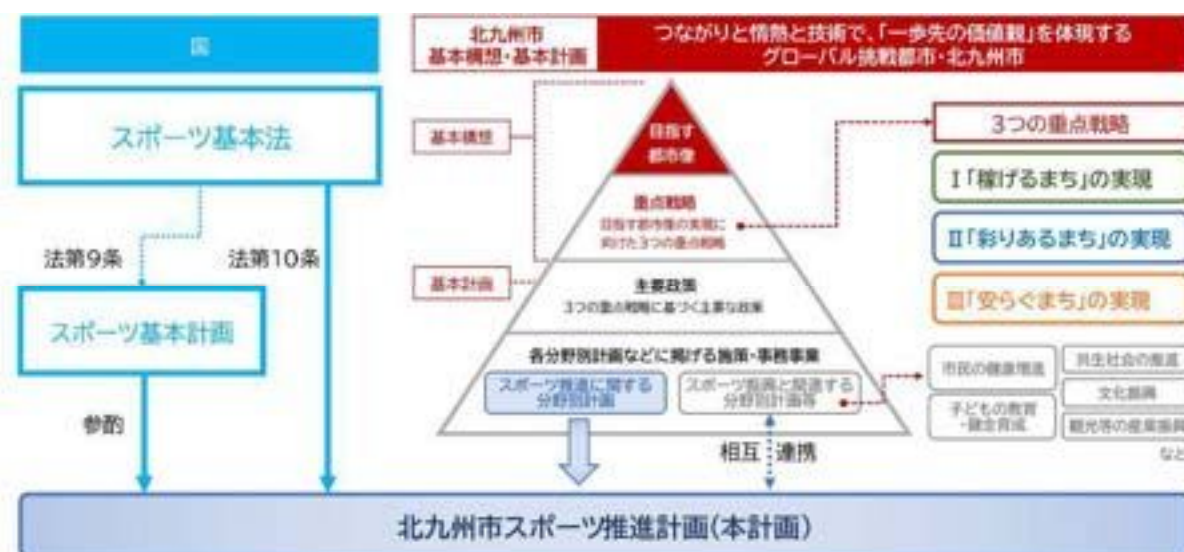 国
スポーツ基本法
法第9条
法第10条
スポーツ基本計画
参酌
北九州市
基本構想・基本計画
つながりと情熱と技術で、「一歩先の価値観」を体現する
グローバル挑戦都市・北九州市
基本構想
基本計画
目指す
都市像
重点戦略
目指す都市像の実現に
向けた3つの重点戦略
主要政策
3つの重点戦略に基づく主要な政策
各分野別計画などに掲げる施策・事務事業
スポーツ推進に関する
分野別計画
スポーツ振興と関連する
分野別計画等
相互
連携
3つの重点戦略
Ⅰ「稼げるまち」の実現
Ⅱ「彩りあるまち」の実現
Ⅲ「安らぐまち」の実現
市民の健康増進
共生社会の推進
子どもの教育
・健全育成
文化振興
観光等の産業振興
など
北九州市スポーツ推進計画(本計画)